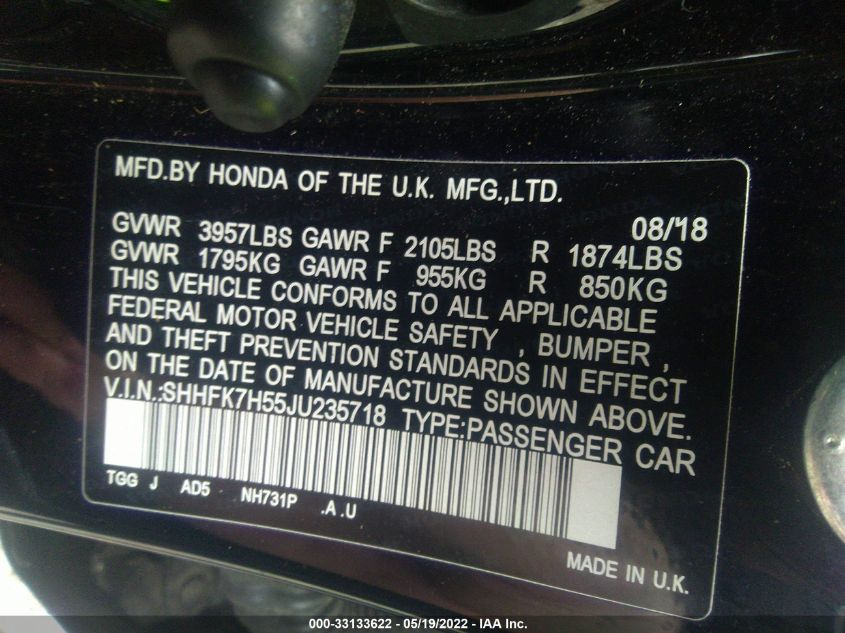 MFD.BY HONDA OF THE U.K. MFG.,LTD.
08/18
GVWR 3957LBS GAWR F 2105LBS R 1874LBS
GVWR 1795KG GAWR F 955KG R 850KG
THIS VEHICLE CONFORMS TO ALL APPLICABLE
FEDERAL MOTOR VEHICLE SAFETY , BUMPER ,
AND THEFT PREVENTION STANDARDS IN EFFECT
ON THE DATE OF MANUFACTURE SHOWN ABOVE.
V.I.N.:SHHFK7H55JU235718 TYPE:PASSENGER CAR
TGG J AD5 NH731P .A .U
MADE IN U.K.
000-33133622 - 05/19/2022 - IAA Inc.